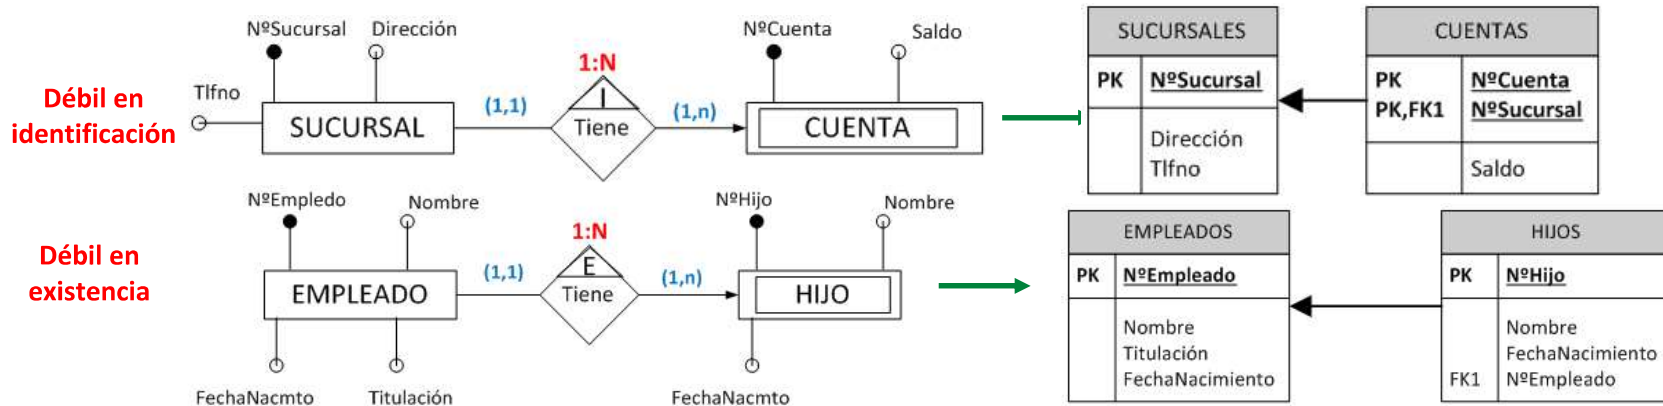 Débil en
identificación
NºSucursal
Dirección
Tlfno
SUCURSAL
(1,1)
1:N
I
Tiene
(1,n)
NºCuenta
Saldo
CUENTA
SUCURSALES
PK NºSucursal
Dirección
Tlfno
CUENTAS
PK NºCuenta
PK,FK1 NºSucursal
Saldo
Débil en
existencia
NºEmpledo
Nombre
EMPLEADO
FechaNacmto
Titulación
(1,1)
1:N
E
Tiene
(1,n)
NºHijo
Nombre
HIJO
FechaNacmto
EMPLEADOS
PK NºEmpleado
Nombre
Titulación
FechaNacimiento
HIJOS
PK NºHijo
Nombre
FechaNacimiento
FK1 NºEmpleado